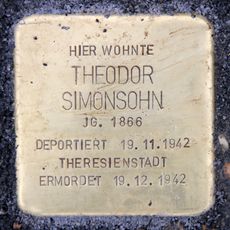 HIER WOHNTE
THEODOR
SIMONSOHN
JG. 1866
DEPORTIERT 19.11.1942
THERESIENSTADT
ERMORDET 19.12.1942